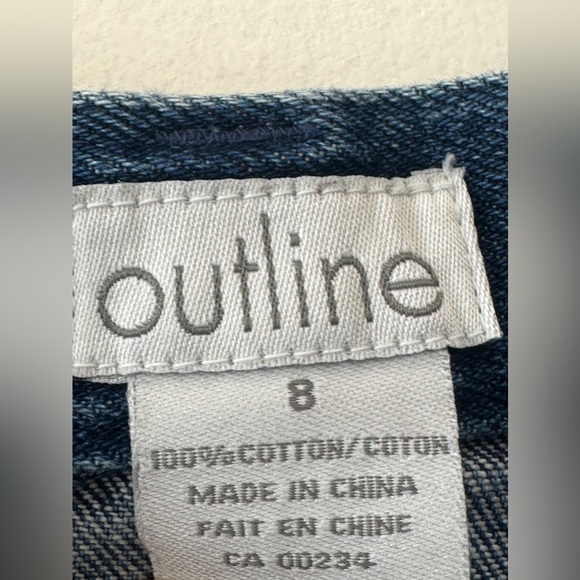 outline
8
100% COTTON/COTON
MADE IN CHINA
FAIT EN CHINE
CA 00234